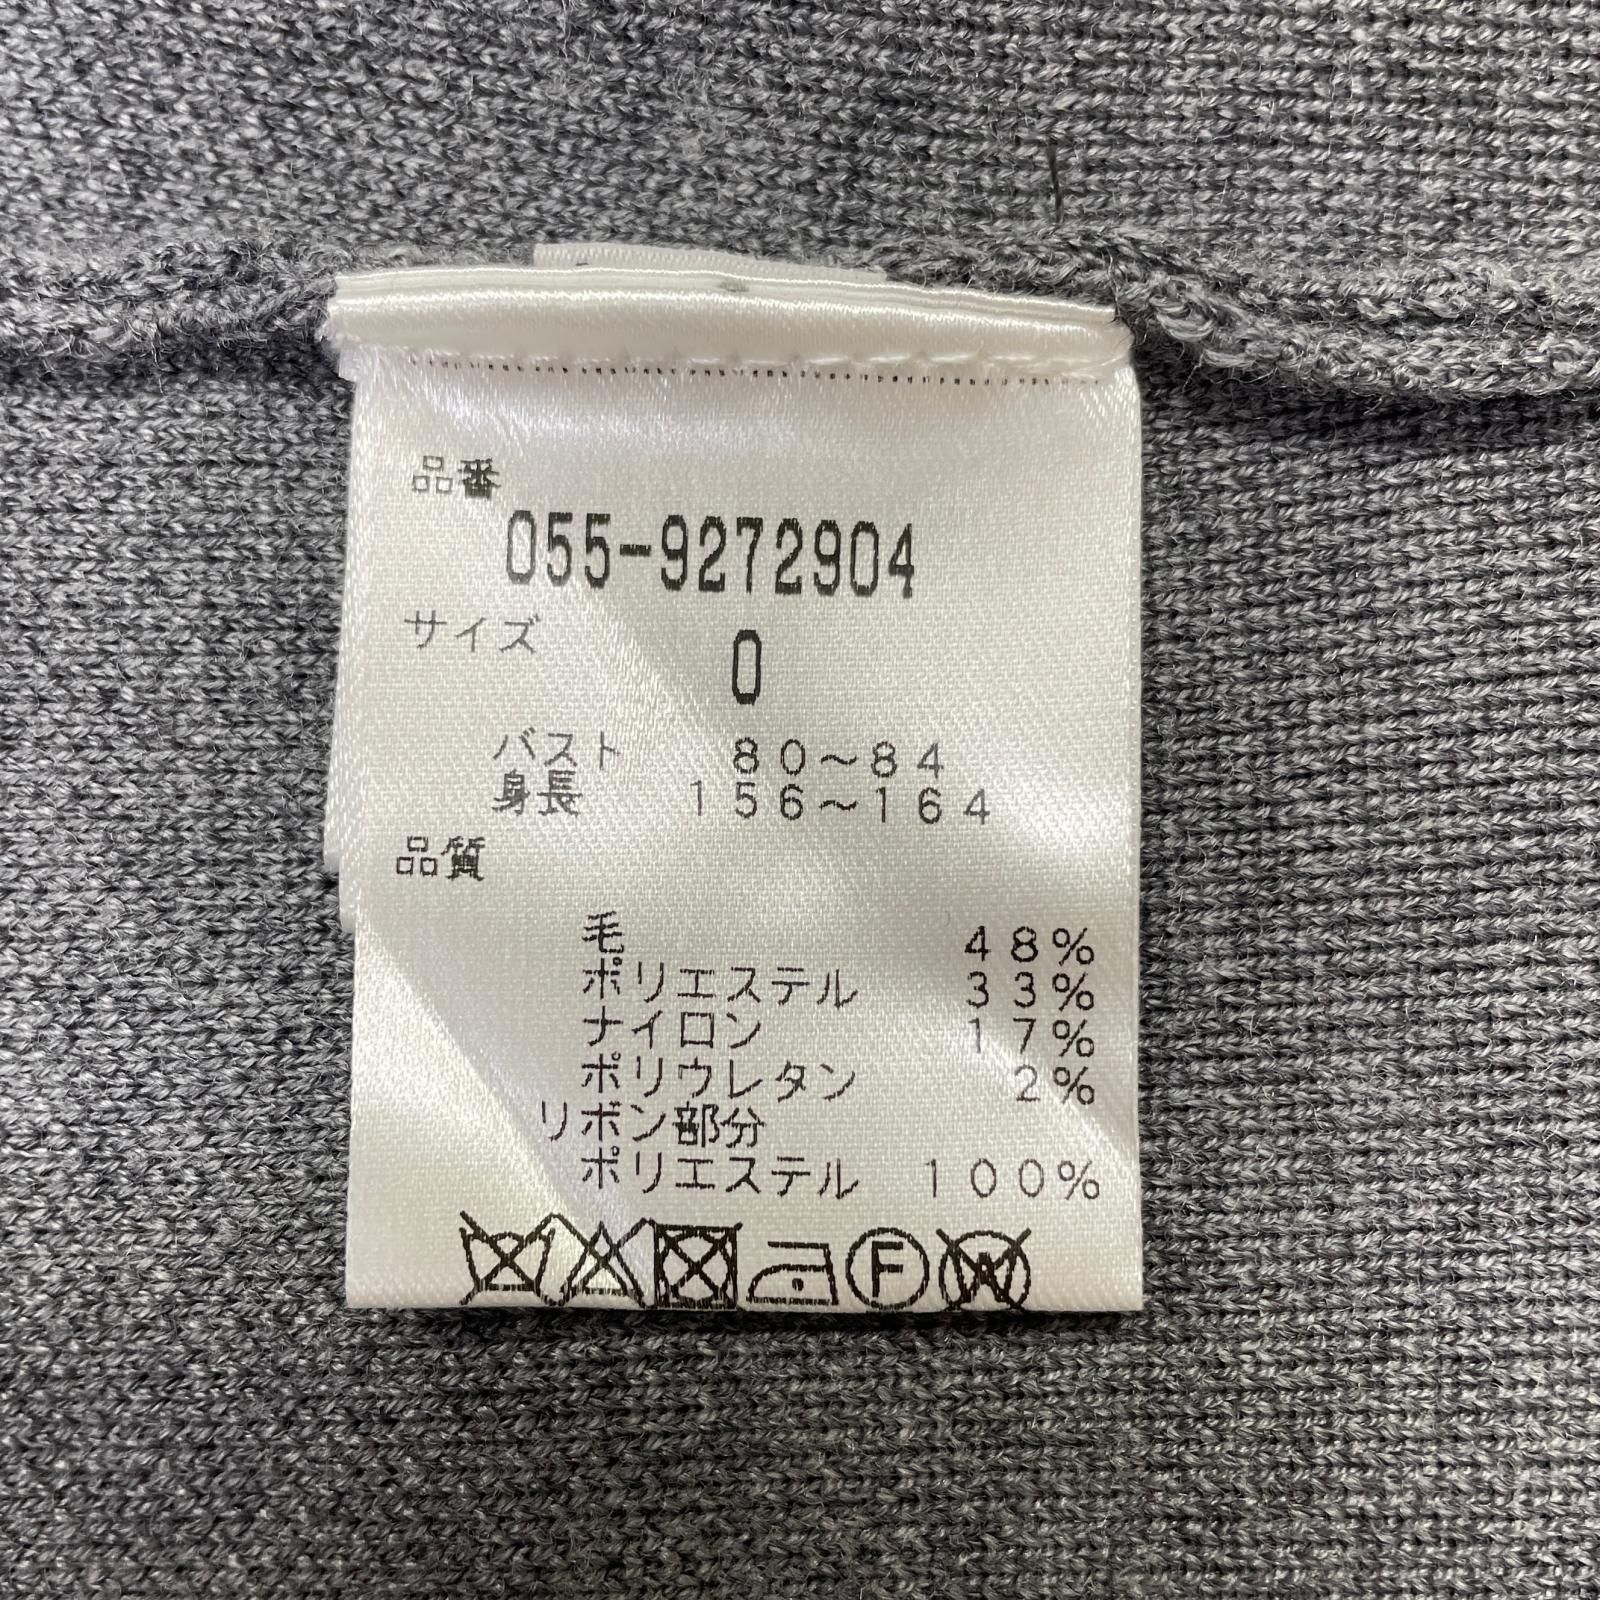 品番
055-9272904
サイズ
0
バスト 80~84
身長 156~164
品質
毛 48%
ポリエステル 33%
ナイロン 17%
ポリウレタン 2%
リボン部分
ポリエステル 100%
F W